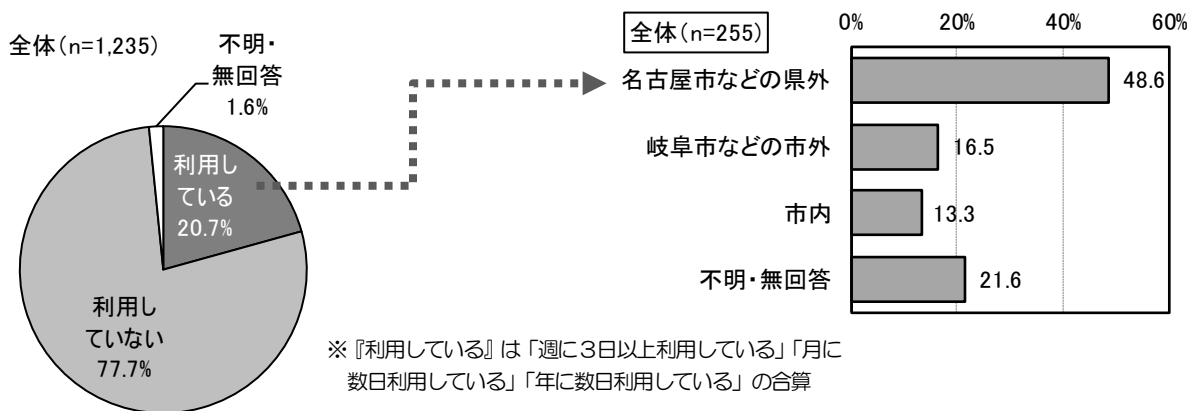 全体(n=1,235)
不明・
無回答
1.6%
利用し
ている
20.7%
利用し
ていない
77.7%
全体(n=255)
0% 20% 40% 60%
名古屋市などの県外 48.6
岐阜市などの市外 16.5
市内 13.3
不明・無回答 21.6
※『利用している』は「週に3日以上利用している」「月に
数日利用している」「年に数日利用している」の合算